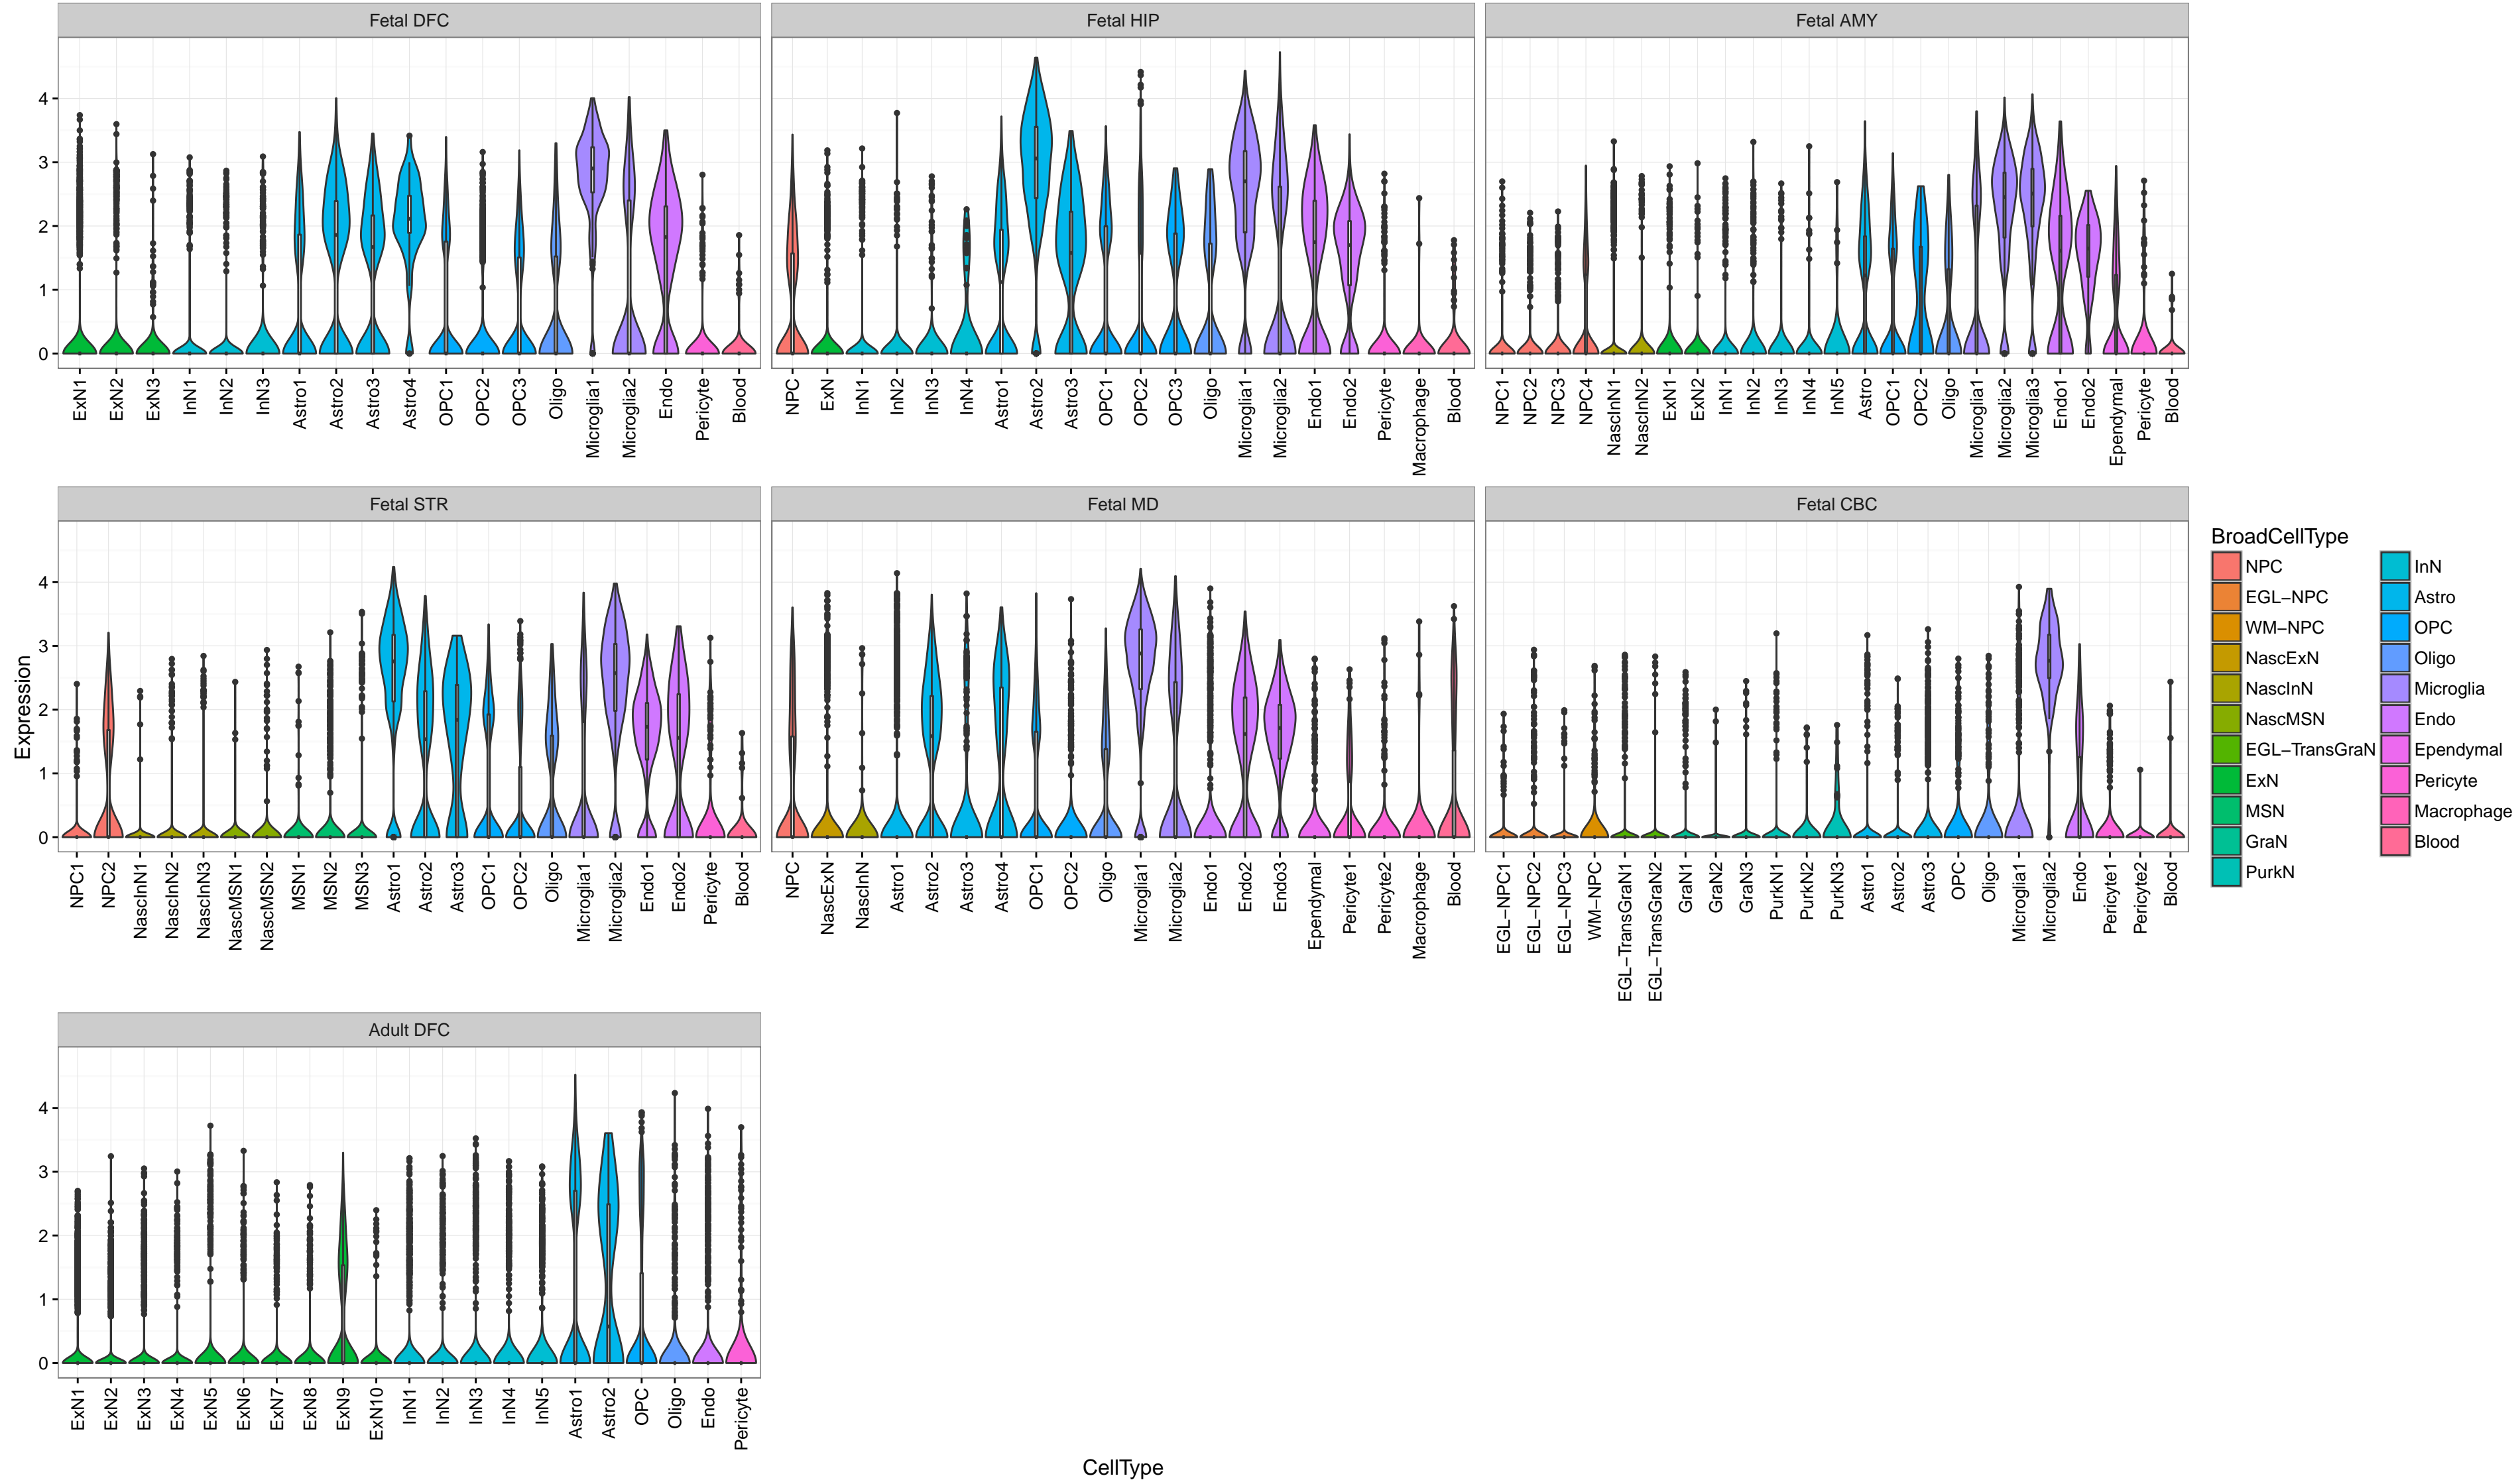 Fetal DFC Fetal HIP Fetal AMY
4
3
2
1
0
ExN1 ExN2 ExN3 InN1 InN2 InN3 Astro1 Astro2 Astro3 Astro4 OPC1 OPC2 OPC3 Oligo Microglia1 Microglia2 Endo Pericyte Blood
NPC ExN InN1 InN2 InN3 InN4 Astro1 Astro2 Astro3 OPC1 OPC2 OPC3 Oligo Microglia1 Microglia2 Endo1 Endo2 Pericyte Macrophage Blood
NPC1 NPC2 NPC3 NPC4 NascInN1 NascInN2 ExN1 ExN2 InN1 InN2 InN3 InN4 InN5 Astro OPC1 OPC2 Oligo Microglia1 Microglia2 Microglia3 Endo1 Endo2 Ependymal Pericyte Blood
Fetal STR Fetal MD Fetal CBC
Expression
4
3
2
1
0
NPC1 NPC2 NascInN1 NascInN2 NascInN3 NascMSN1 NascMSN2 MSN1 MSN2 MSN3 Astro1 Astro2 Astro3 OPC1 OPC2 Oligo Microglia1 Microglia2 Endo1 Endo2 Pericyte Blood
NPC NascExN NascInN Astro1 Astro2 Astro3 Astro4 OPC1 OPC2 Oligo Microglia1 Microglia2 Endo1 Endo2 Endo3 Ependymal Pericyte1 Pericyte2 Macrophage Blood
EGL−NPC1 EGL−NPC2 EGL−NPC3 WM−NPC EGL−TransGraN1 EGL−TransGraN2 GraN1 GraN2 GraN3 PurkN1 PurkN2 PurkN3 Astro1 Astro2 Astro3 OPC Oligo Microglia1 Microglia2 Endo Pericyte1 Pericyte2 Blood
BroadCellType
NPC InN
EGL−NPC Astro
WM−NPC OPC
NascExN Oligo
NascInN Microglia
NascMSN Endo
EGL−TransGraN Ependymal
ExN Pericyte
MSN Macrophage
GraN Blood
PurkN
Adult DFC
4
3
2
1
0
ExN1 ExN2 ExN3 ExN4 ExN5 ExN6 ExN7 ExN8 ExN9 ExN10 InN1 InN2 InN3 InN4 InN5 Astro1 Astro2 OPC Oligo Endo Pericyte
CellType